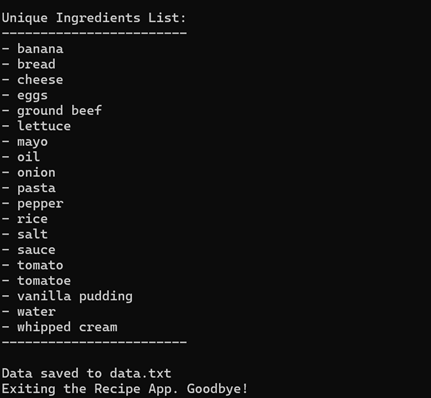 Unique Ingredients List:
------------------------
- banana
- bread
- cheese
- eggs
- ground beef
- lettuce
- mayo
- oil
- onion
- pasta
- pepper
- rice
- salt
- sauce
- tomato
- tomatoe
- vanilla pudding
- water
- whipped cream
------------------------
Data saved to data.txt
Exiting the Recipe App. Goodbye!